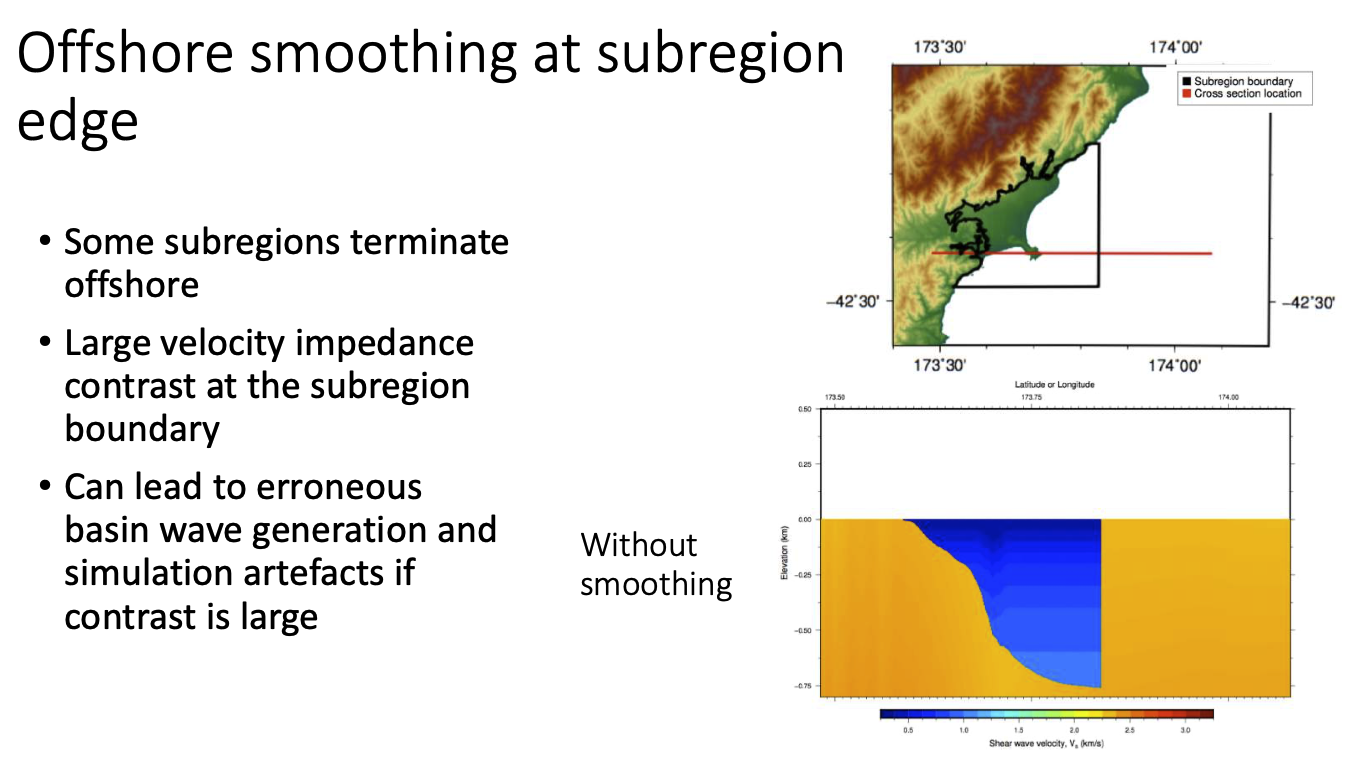 Offshore smoothing at subregion
edge
• Some subregions terminate
offshore
• Large velocity impedance
contrast at the subregion
boundary
• Can lead to erroneous
basin wave generation and
simulation artefacts if
contrast is large
Without
smoothing
173˚30' 174˚00'
Subregion boundary
Cross section location
−42˚30' −42˚30'
173˚30' 174˚00'
Latitude or Longitude
173.50 173.75 174.00
0.50
0.25
0.00
−0.25
−0.50
−0.75
Elevation (km)
0.5 1.0 1.5 2.0 2.5 3.0
Shear wave velocity, Vs (km/s)